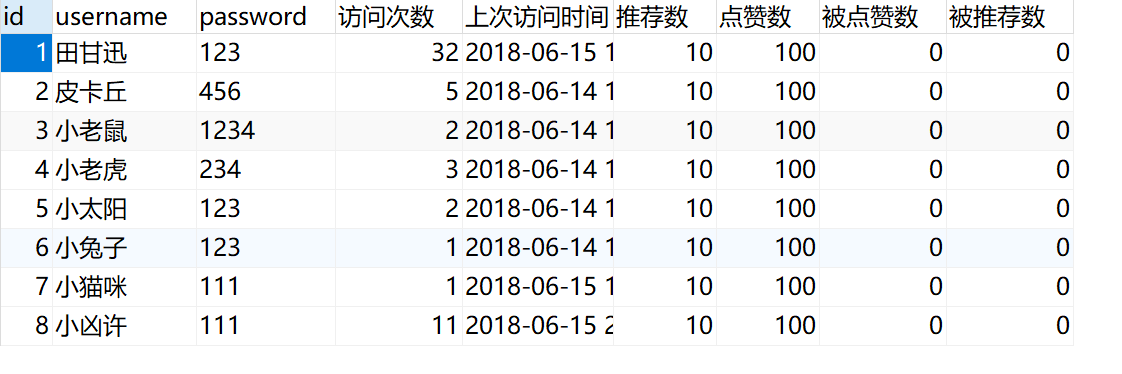 id username password 访问次数 上次访问时间 推荐数 点赞数 被点赞数 被推荐数
1 田甘迅 123 32 2018-06-15 1 10 100 0 0
2 皮卡丘 456 5 2018-06-14 1 10 100 0 0
3 小老鼠 1234 2 2018-06-14 1 10 100 0 0
4 小老虎 234 3 2018-06-14 1 10 100 0 0
5 小太阳 123 2 2018-06-14 1 10 100 0 0
6 小兔子 123 1 2018-06-14 1 10 100 0 0
7 小猫咪 111 1 2018-06-15 1 10 100 0 0
8 小凶许 111 11 2018-06-15 2 10 100 0 0